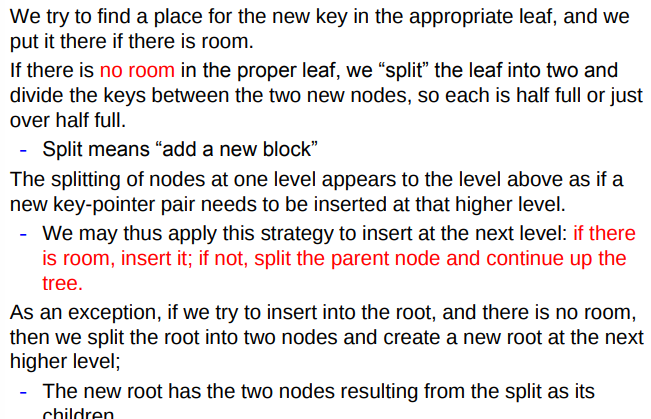 We try to find a place for the new key in the appropriate leaf, and we
put it there if there is room.
If there is no room in the proper leaf, we “split” the leaf into two and
divide the keys between the two new nodes, so each is half full or just
over half full.
- Split means “add a new block”
The splitting of nodes at one level appears to the level above as if a
new key-pointer pair needs to be inserted at that higher level.
- We may thus apply this strategy to insert at the next level: if there
is room, insert it; if not, split the parent node and continue up the
tree.
As an exception, if we try to insert into the root, and there is no room,
then we split the root into two nodes and create a new root at the next
higher level;
- The new root has the two nodes resulting from the split as its
children